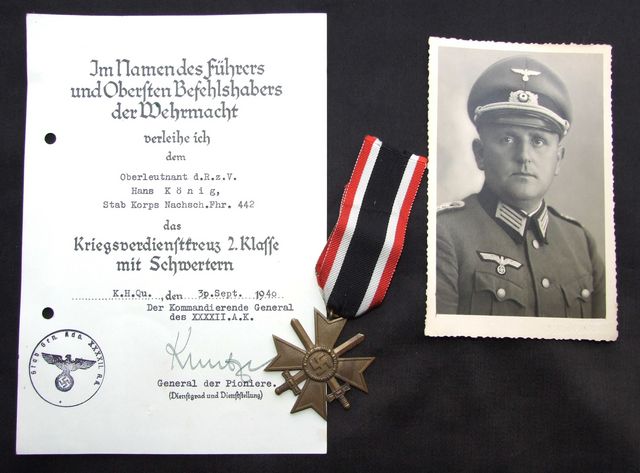 Im Namen des Führers
und Obersten Befehlshabers
der Wehrmacht
verleihe ich
dem
Oberleutnant d.R.z.V.
Hans K ö n i g,
Stab Korps Nachsch.Fhr. 442
das
Kriegsverdienstkreuz 2. Klasse
mit Schwertern
K.H.Qu., den 30. Sept. 1940
Der Kommandierende General
des XXXXII.A.K.
Kuntze
General der Pioniere.
(Dienstgrad und Dienststellung)